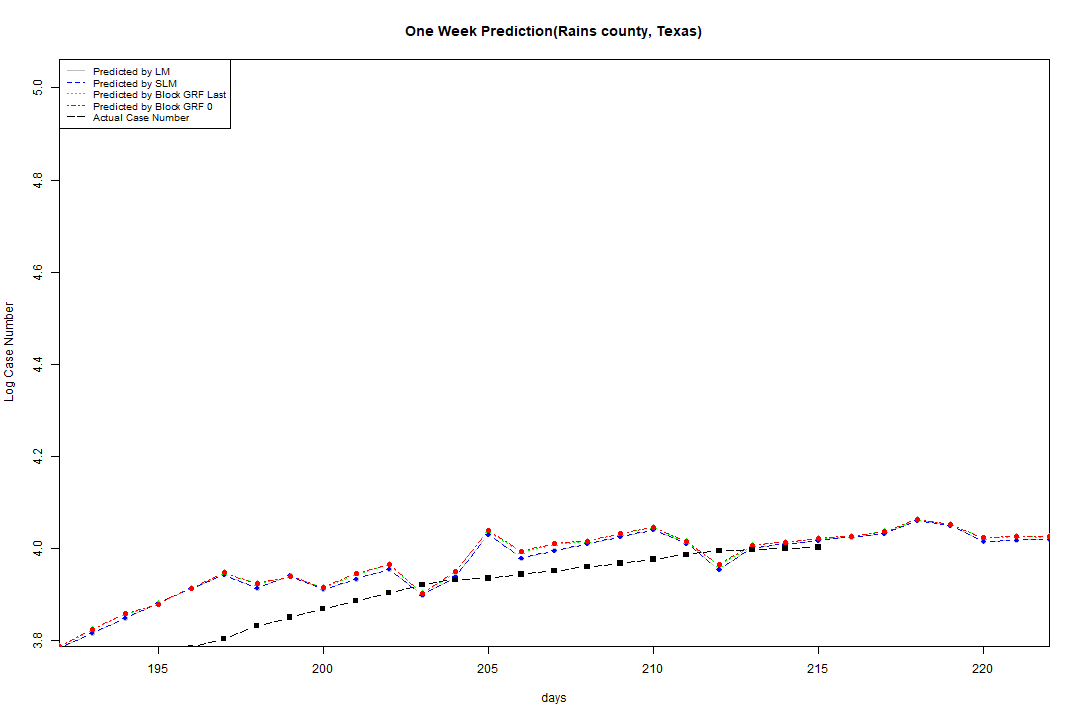 One Week Prediction(Rains county, Texas)
Predicted by LM
Predicted by SLM
Predicted by Block GRF Last
Predicted by Block GRF 0
Actual Case Number
5.0
4.8
4.6
4.4
4.2
4.0
3.8
Log Case Number
195 200 205 210 215 220
days